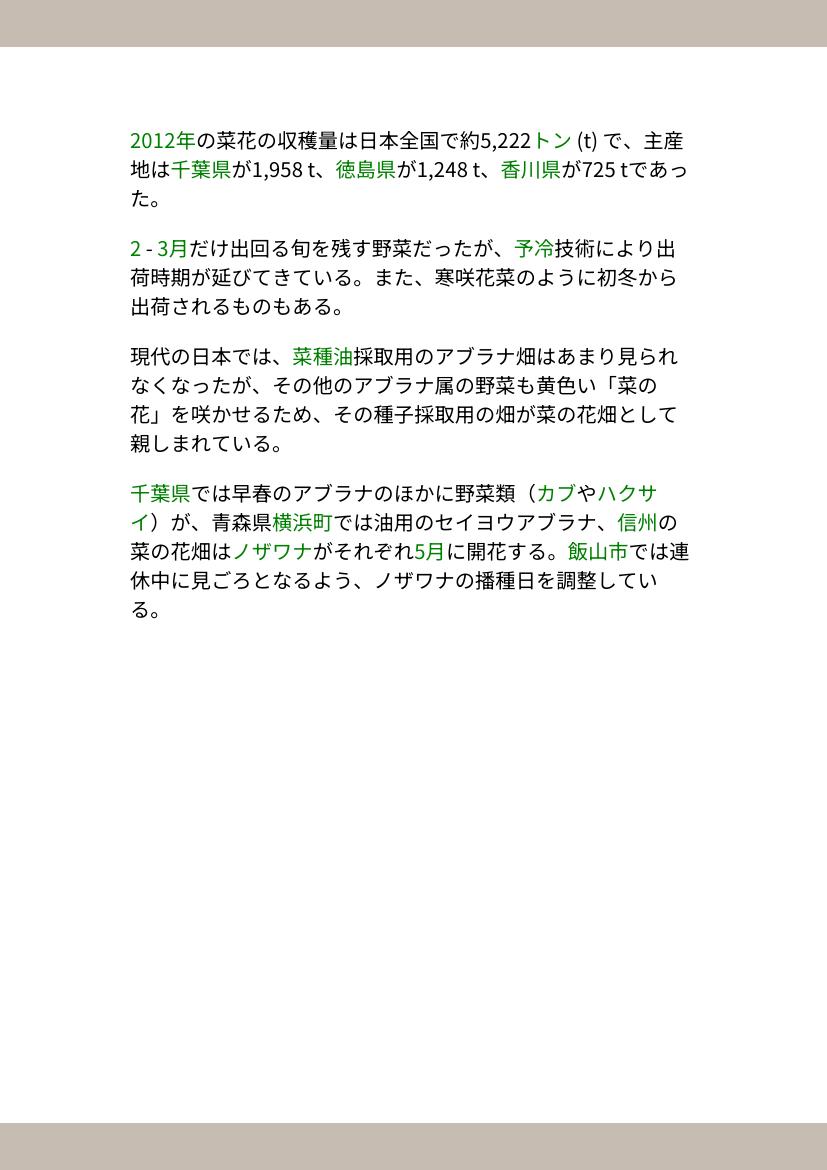 2012年の菜花の収穫量は日本全国で約5,222トン (t) で、主産
地は千葉県が1,958 t、徳島県が1,248 t、香川県が725 tであっ
た。
2 - 3月だけ出回る旬を残す野菜だったが、予冷技術により出
荷時期が延びてきている。また、寒咲花菜のように初冬から
出荷されるものもある。
現代の日本では、菜種油採取用のアブラナ畑はあまり見られ
なくなったが、その他のアブラナ属の野菜も黄色い「菜の
花」を咲かせるため、その種子採取用の畑が菜の花畑として
親しまれている。
千葉県では早春のアブラナのほかに野菜類（カブやハクサ
イ）が、青森県横浜町では油用のセイヨウアブラナ、信州の
菜の花畑はノザワナがそれぞれ5月に開花する。飯山市では連
休中に見ごろとなるよう、ノザワナの播種日を調整してい
る。